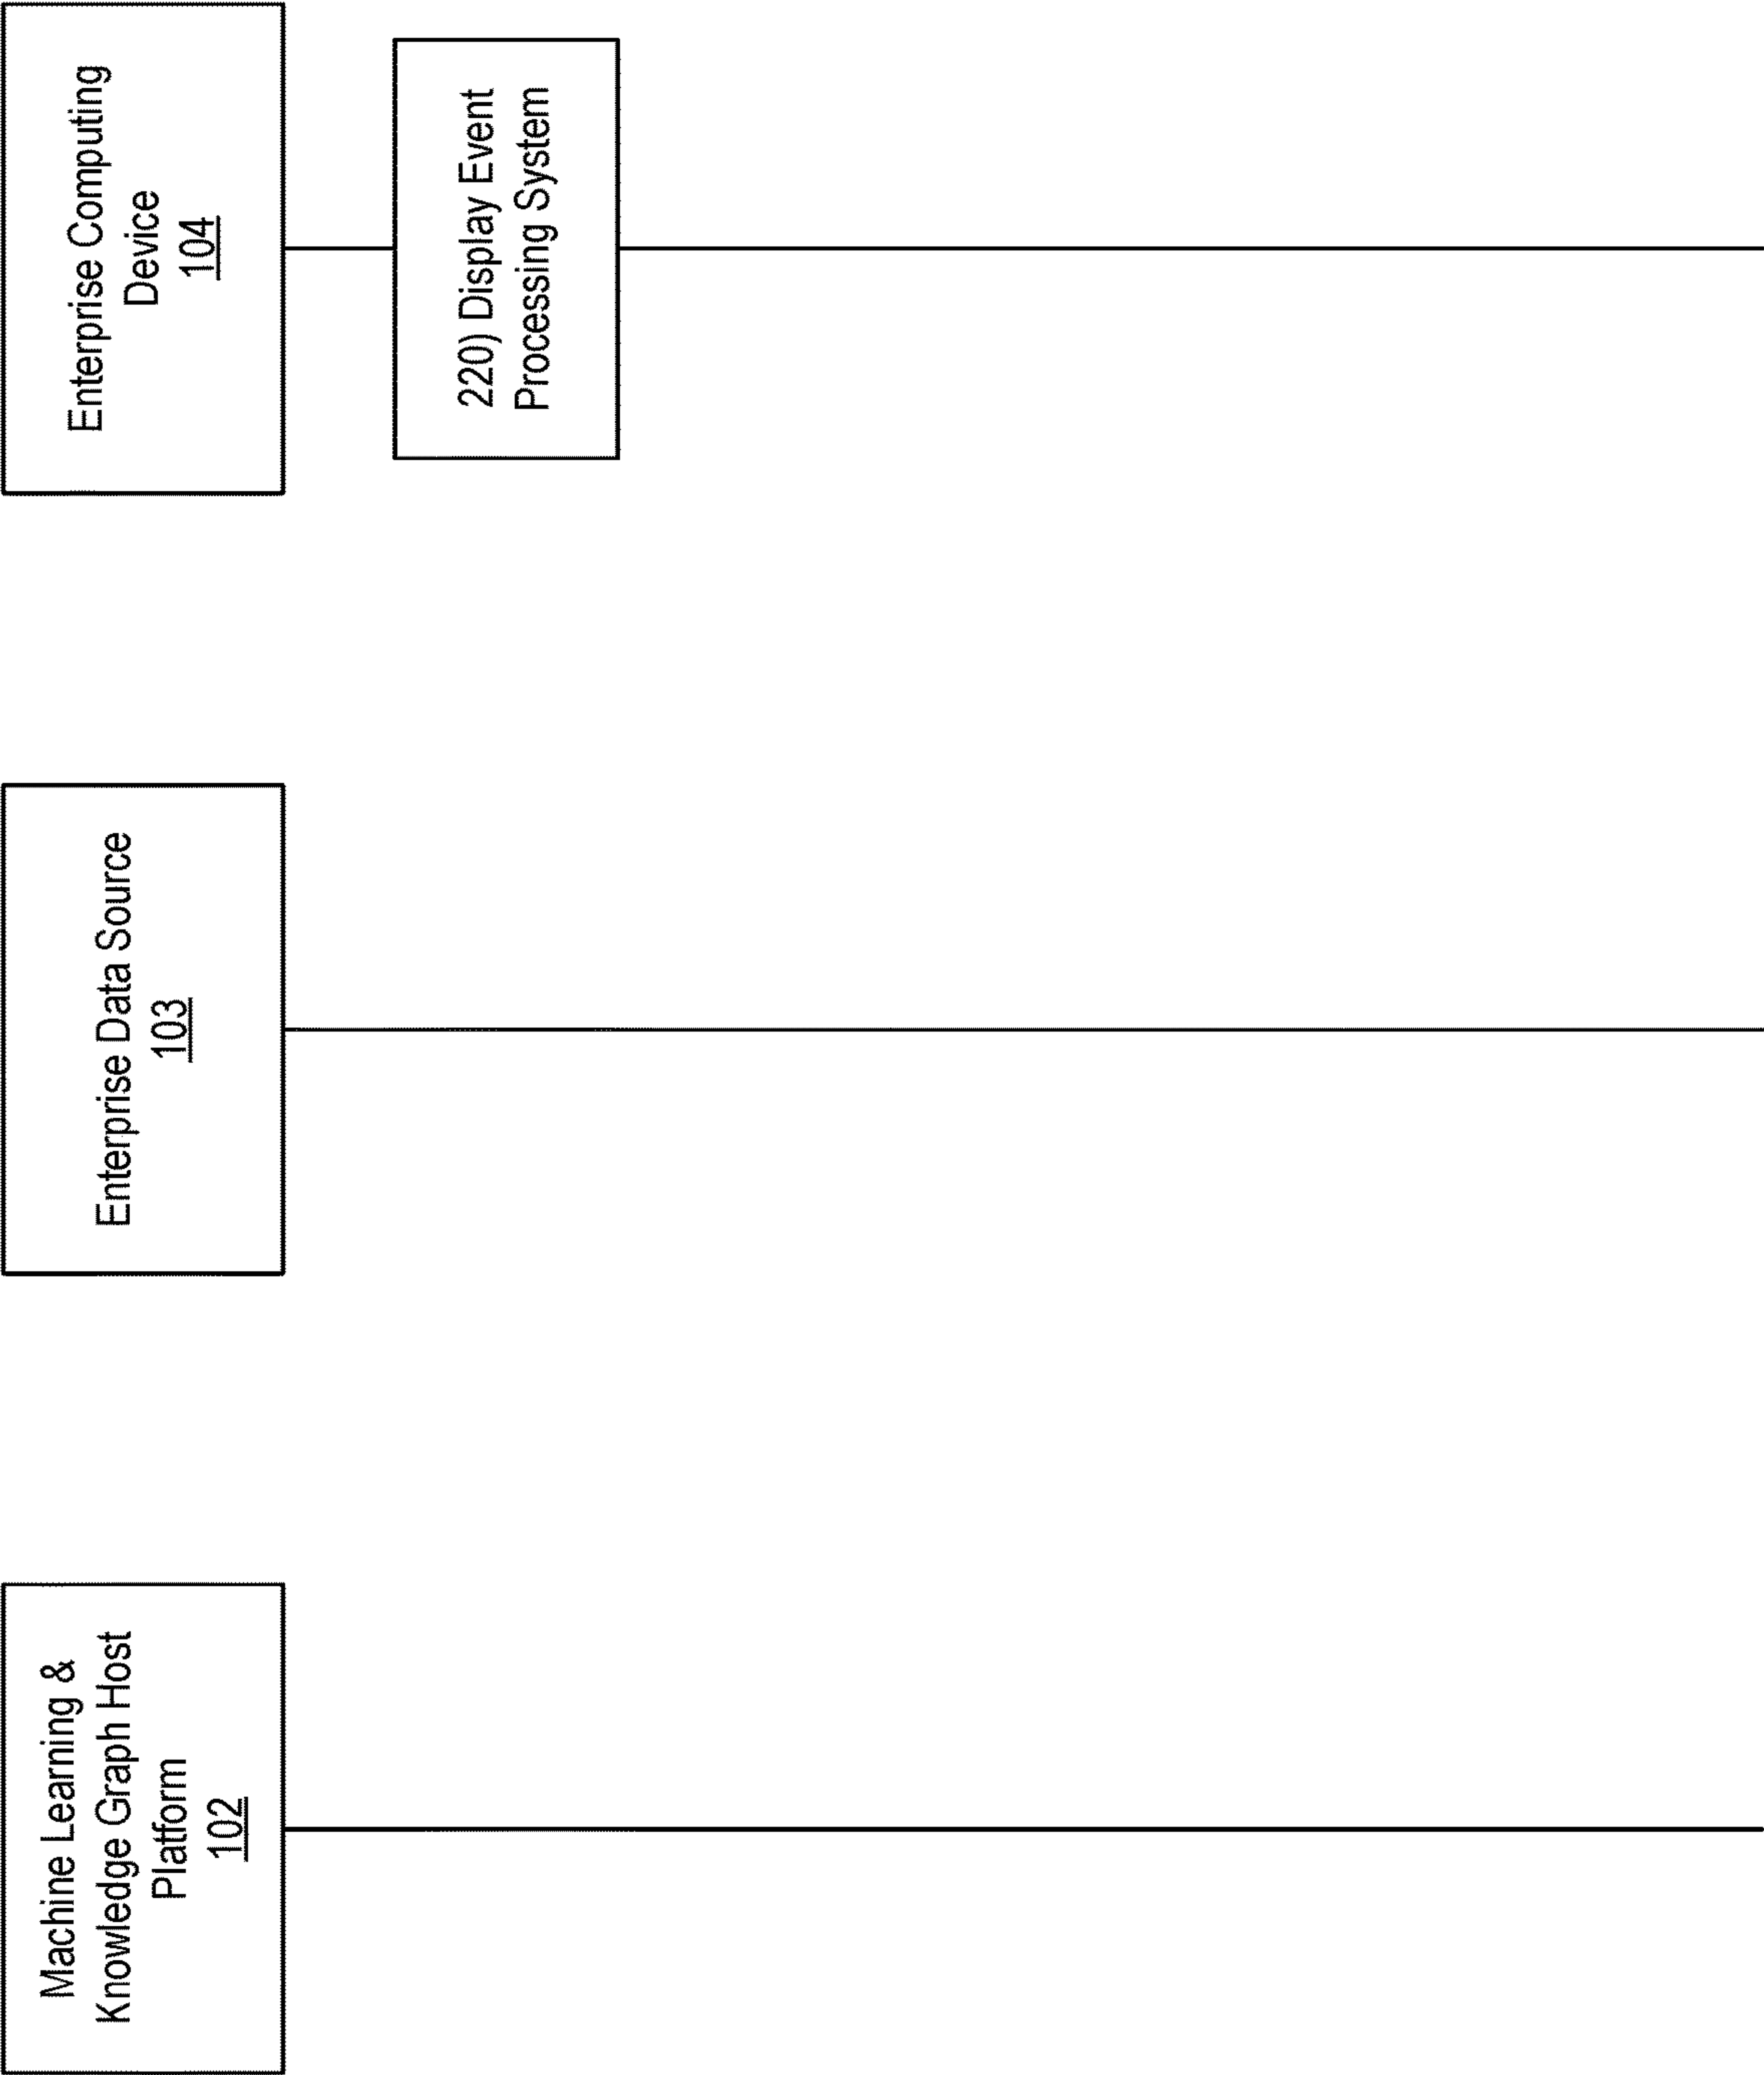 Machine Learning &
Knowledge Graph Host
Platform
102
Enterprise Data Source
103
Enterprise Computing
Device
104
220) Display Event
Processing System